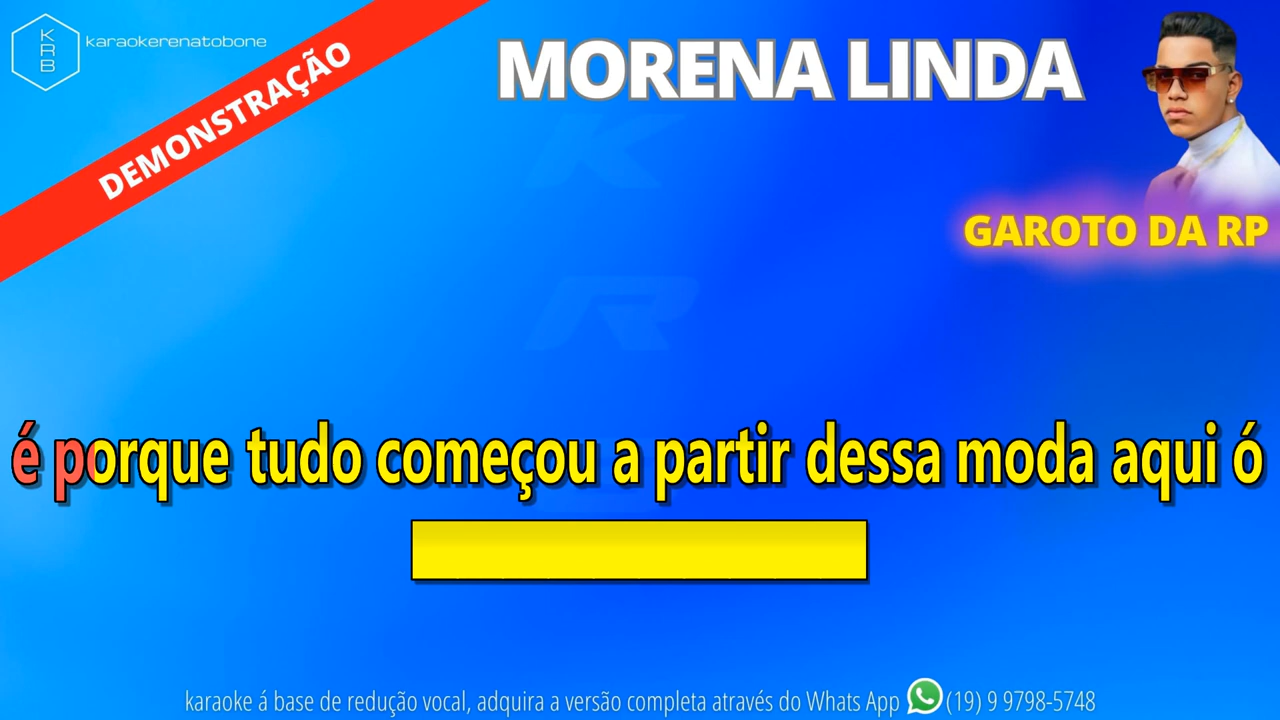 K
R
B
karaokerenatobone
DEMONSTRAÇÃO
MORENA LINDA
K
R
GAROTO DA RP
é porque tudo começou a partir dessa moda aqui ó
karaoke á base de redução vocal, adquira a versão completa através do Whats App (19) 9 9798-5748